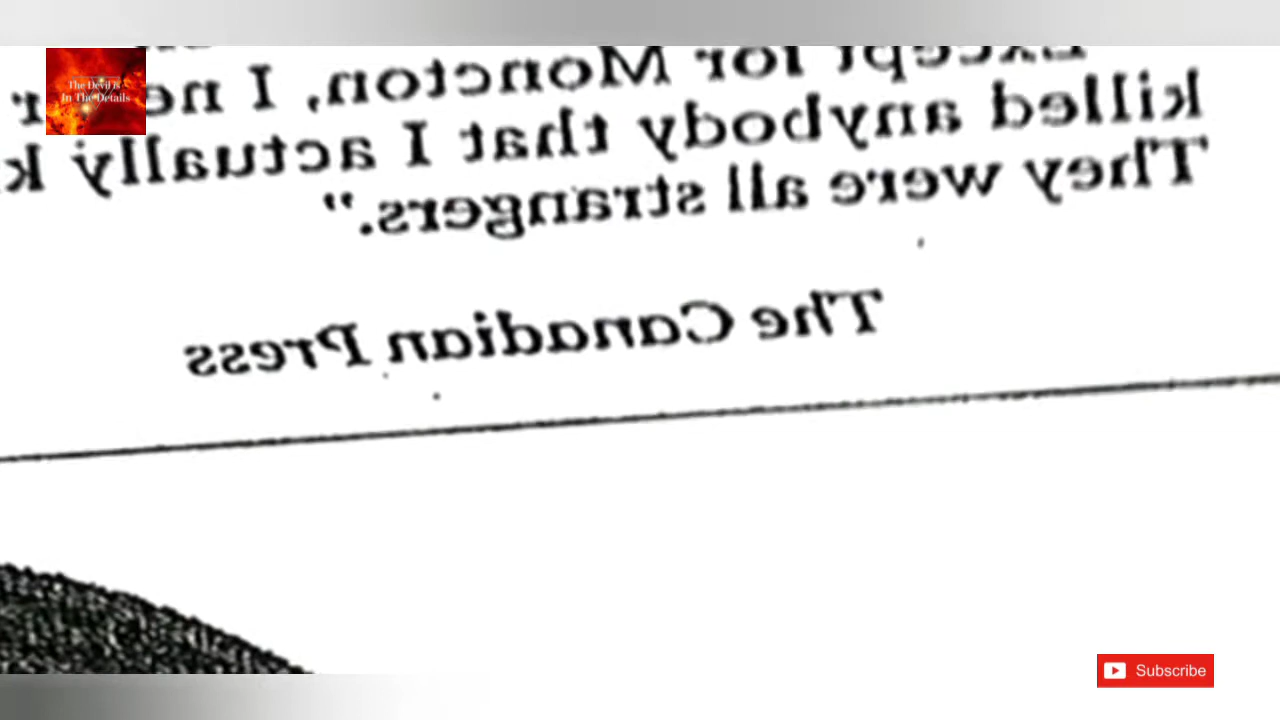 The Devil is
In The Details
Except for Moncton, I ne r
killed anybody that I actually k
They were all strangers."
The Canadian Press
Subscribe